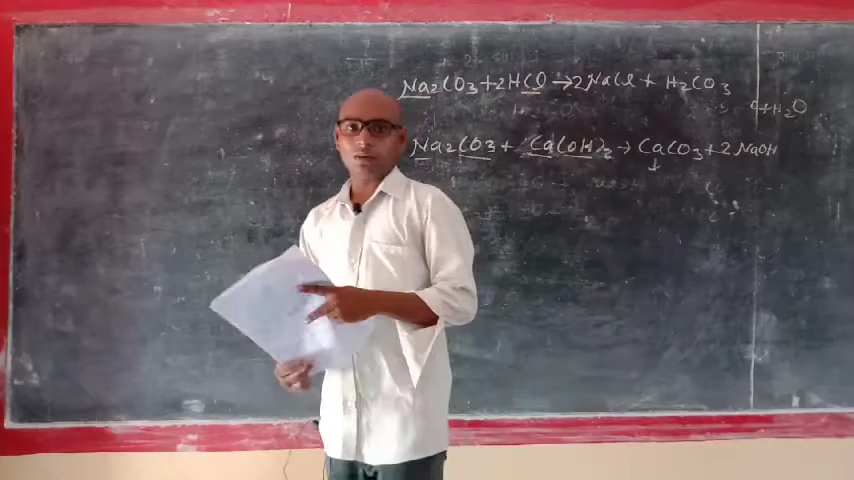 Na₂CO₃+2HCl→2NaCl+H₂CO₃
+H₂O
Na₂CO₃+Ca(OH)₂→CaCO₃+2NaOH
↓